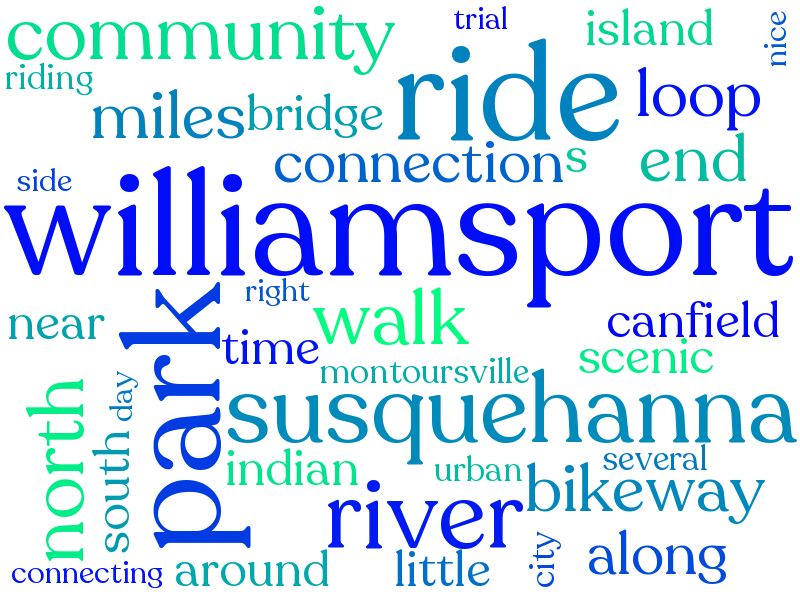 trial
island
nice
community
riding
ride
loop
miles
bridge
connection
s
end
side
williamsport
right
near
park
walk
canfield
time
scenic
montoursville
north
day
susquehanna
south
indian
urban
several
bikeway
river
city
along
connecting
around
little